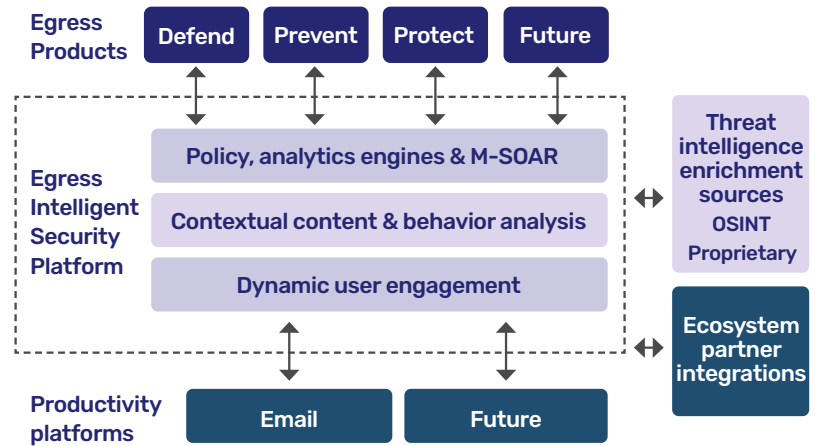 Egress
Products
Defend
Prevent
Protect
Future
Egress
Intelligent
Security
Platform
Policy, analytics engines & M-SOAR
Contextual content & behavior analysis
Dynamic user engagement
Threat
intelligence
enrichment
sources
OSINT
Proprietary
Ecosystem
partner
integrations
Productivity
platforms
Email
Future